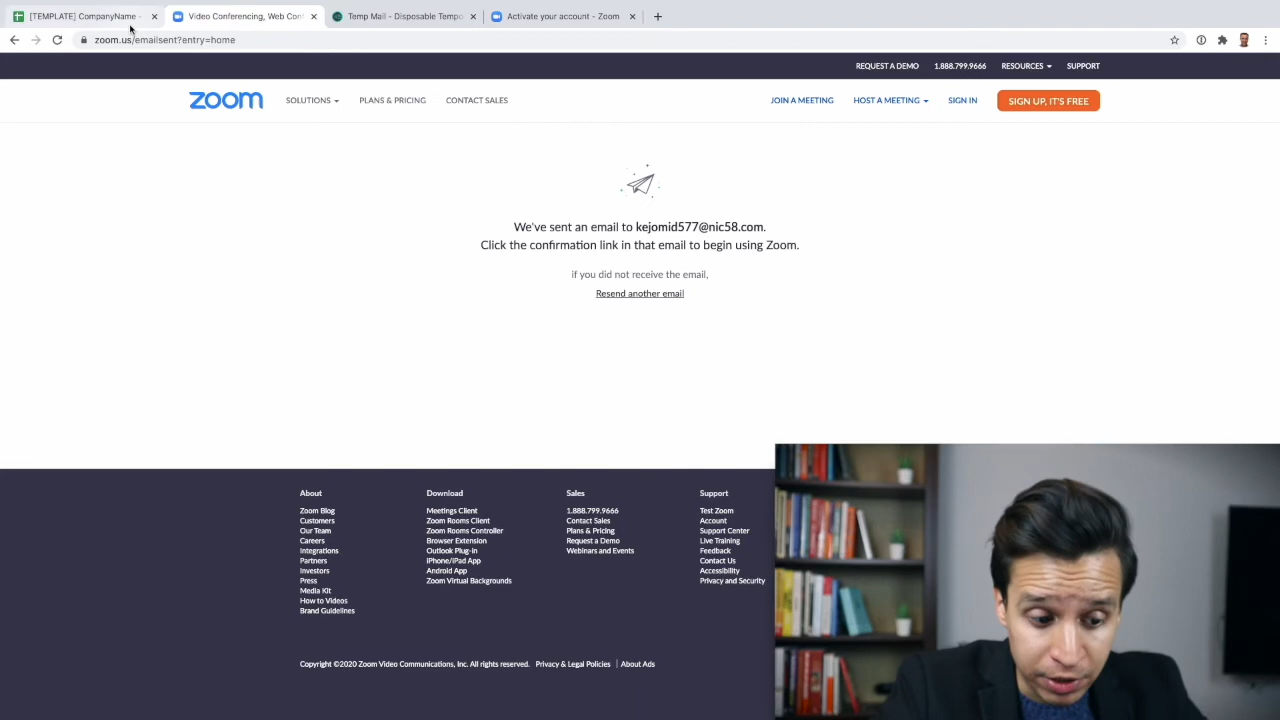 [TEMPLATE] CompanyName -
Video Conferencing, Web Con
Temp Mail - Disposable Tempo
Activate your account - Zoom
zoom.us/emailsent?entry=home
REQUEST A DEMO
1.888.799.9666
RESOURCES
SUPPORT
zoom
SOLUTIONS
PLANS & PRICING
CONTACT SALES
JOIN A MEETING
HOST A MEETING
SIGN IN
SIGN UP, IT'S FREE
We've sent an email to kejomid577@nic58.com.
Click the confirmation link in that email to begin using Zoom.
if you did not receive the email,
Resend another email
About
Zoom Blog
Customers
Our Team
Careers
Integrations
Partners
Investors
Press
Media Kit
How to Videos
Brand Guidelines
Download
Meetings Client
Zoom Rooms Client
Zoom Rooms Controller
Browser Extension
Outlook Plug-in
iPhone/iPad App
Android App
Zoom Virtual Backgrounds
Sales
1.888.799.9666
Contact Sales
Plans & Pricing
Request a Demo
Webinars and Events
Support
Test Zoom
Account
Support Center
Live Training
Feedback
Contact Us
Accessibility
Privacy and Security
Copyright ©2020 Zoom Video Communications, Inc. All rights reserved. Privacy & Legal Policies | About Ads